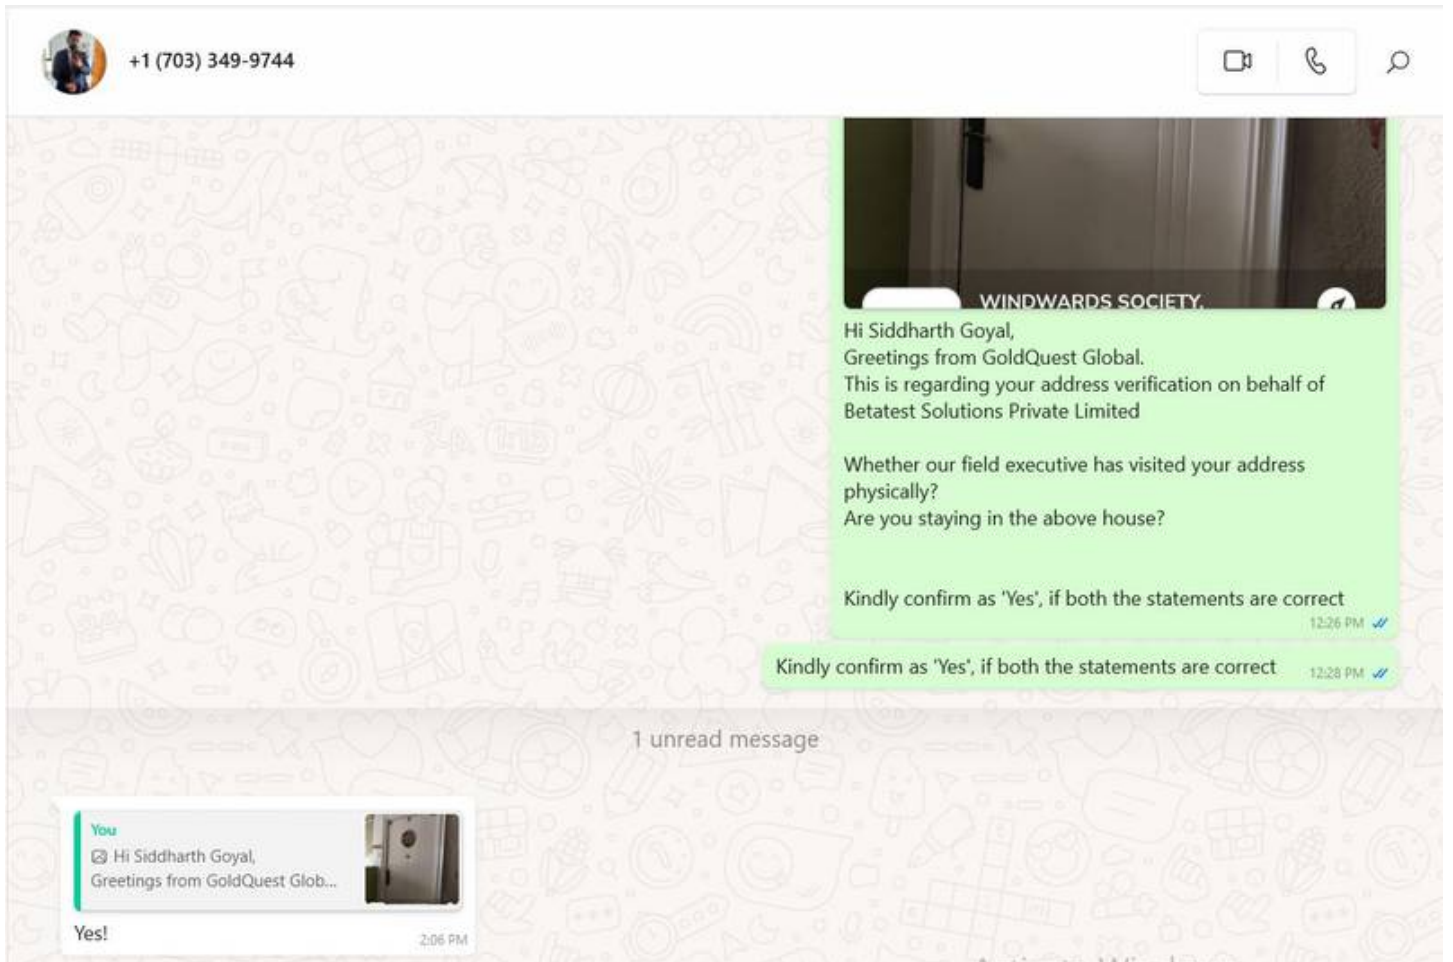 +1 (703) 349-9744
WINDWARDS SOCIETY,
Hi Siddharth Goyal,
Greetings from GoldQuest Global.
This is regarding your address verification on behalf of
Betatest Solutions Private Limited
Whether our field executive has visited your address
physically?
Are you staying in the above house?
Kindly confirm as 'Yes', if both the statements are correct
12:26 PM
Kindly confirm as 'Yes', if both the statements are correct
12:28 PM
1 unread message
You
Hi Siddharth Goyal,
Greetings from GoldQuest Glob...
Yes!
2:06 PM